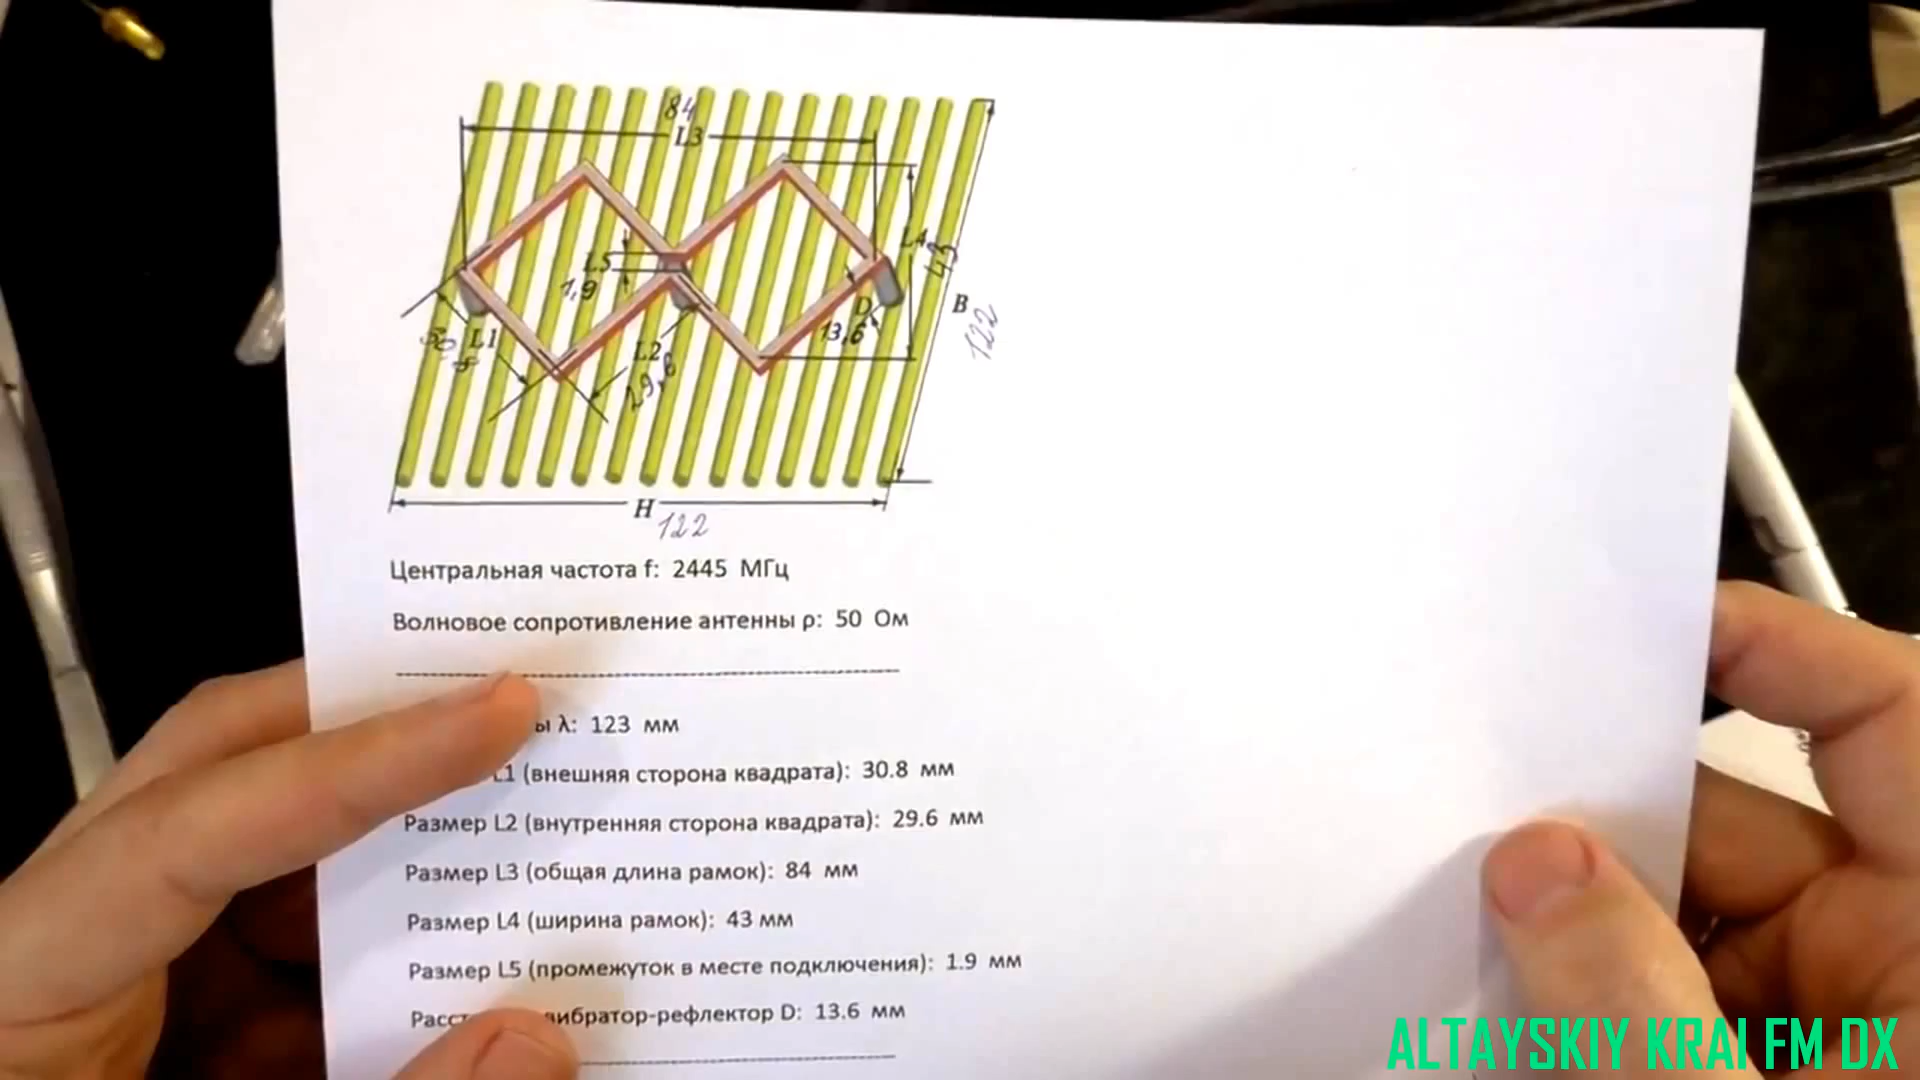 84
L3
L4
43
L5
1,9
B
122
D
13,6
L1
L2
29,6
H
122
Центральная частота f: 2445 МГц
Волновое сопротивление антенны ρ: 50 Ом
λ: 123 мм
L1 (внешняя сторона квадрата): 30.8 мм
Размер L2 (внутренняя сторона квадрата): 29.6 мм
Размер L3 (общая длина рамок): 84 мм
Размер L4 (ширина рамок): 43 мм
Размер L5 (промежуток в месте подключения): 1.9 мм
вибратор-рефлектор D: 13.6 мм
ALTAYSKIY KRAI FM DX